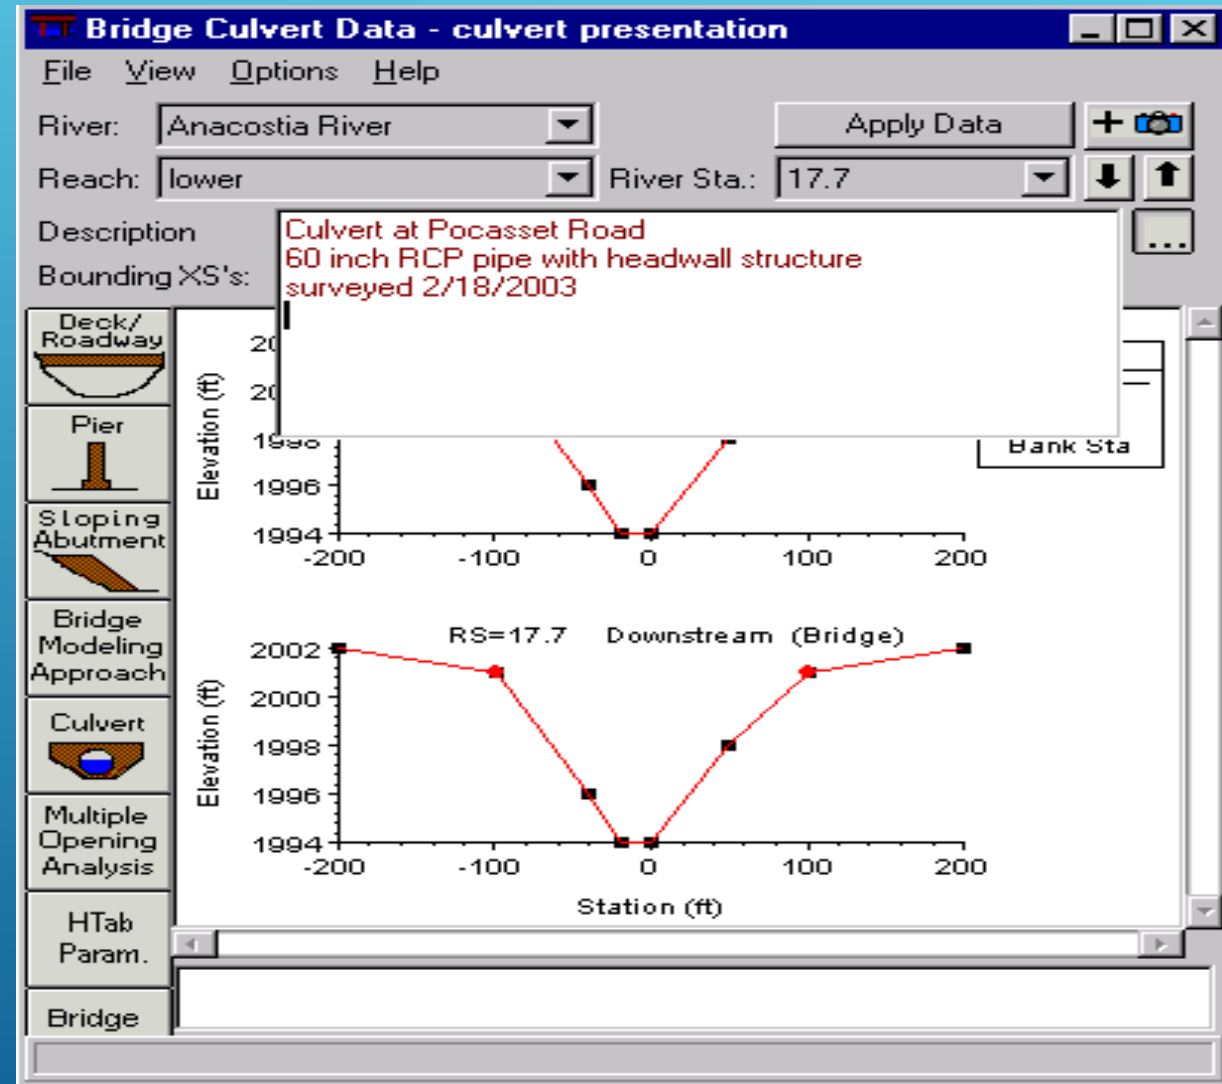 Bridge Culvert Data - culvert presentation
File View Options Help
River: Anacostia River Apply Data +
Reach: lower River Sta.: 17.7
Description ...
Culvert at Pocasset Road
60 inch RCP pipe with headwall structure
surveyed 2/18/2003
Bounding XS's:
Deck/
Roadway
Pier
Sloping
Abutment
Bridge
Modeling
Approach
Culvert
Multiple
Opening
Analysis
HTab
Param.
Bridge
Elevation (ft)
1998
1996
1994
-200 -100 0 100 200
Bank Sta
RS=17.7 Downstream (Bridge)
Elevation (ft)
2002
2000
1998
1996
1994
-200 -100 0 100 200
Station (ft)